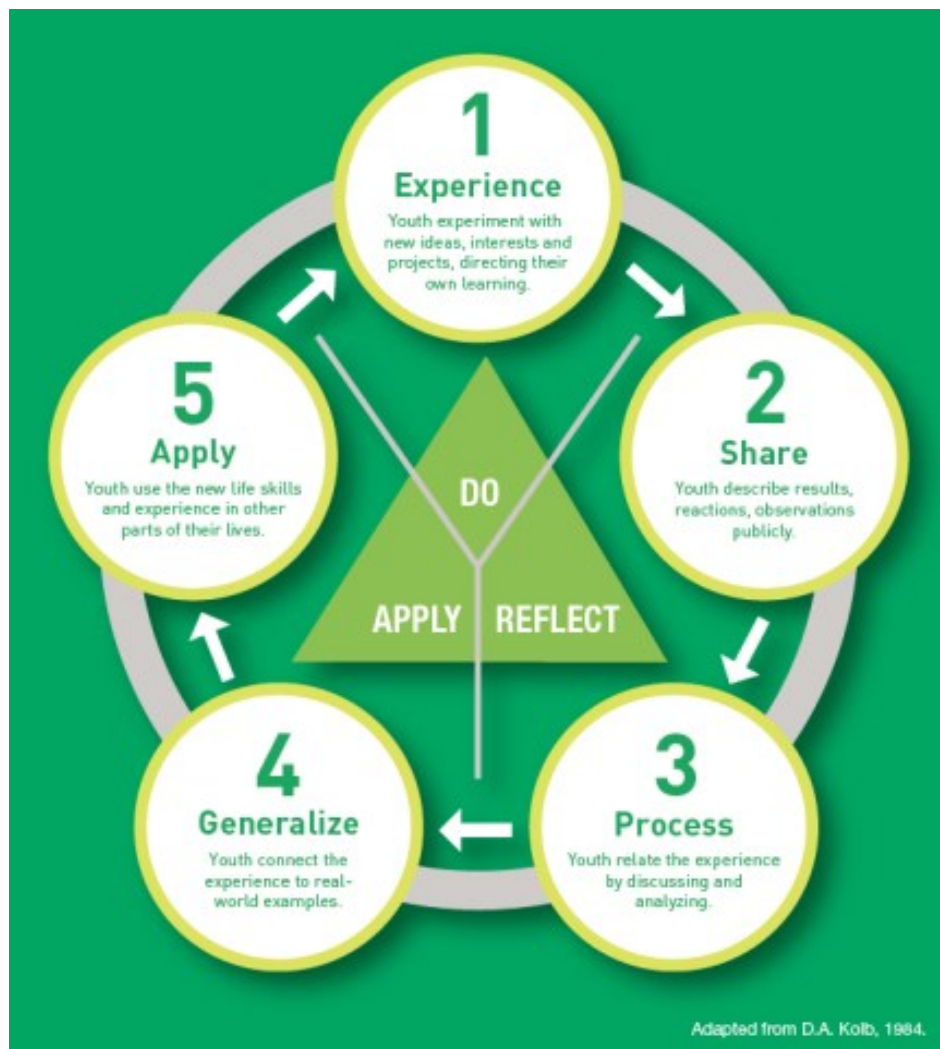 1
Experience
Youth experiment with
new ideas, interests and
projects, directing their
own learning.
2
Share
Youth describe results,
reactions, observations
publicly.
3
Process
Youth relate the experience
by discussing and
analyzing.
4
Generalize
Youth connect the
experience to real-
world examples.
5
Apply
Youth use the new life skills
and experience in other
parts of their lives.
DO
APPLY
REFLECT
Adapted from D.A. Kolb, 1984.